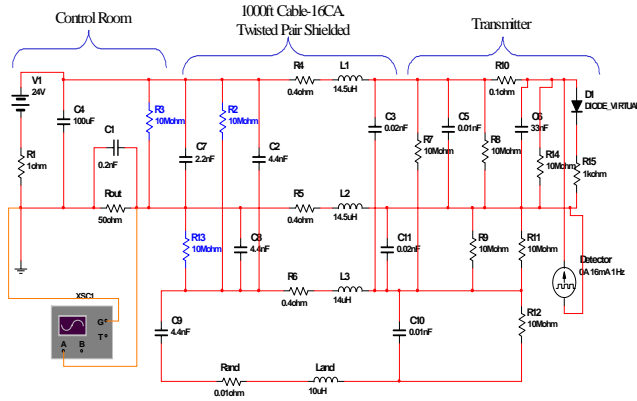 Control Room
1000ft Cable-16CA.
Twisted Pair Shielded
Transmitter
V1
24V
R1
1ohm
C4
100uF
C1
0.2nF
Rout
50ohm
R3
10Mohm
C7
2.2nF
R2
10Mohm
C2
4.4nF
R4
0.4ohm
L1
14.5uH
C3
0.02nF
R7
10Mohm
C5
0.01nF
R8
10Mohm
R10
0.1ohm
C6
33nF
R14
10Mohm
D1
DIODE_VIRTUAL
R15
1kohm
R5
0.4ohm
L2
14.5uH
R13
10Mohm
C8
4.4nF
R6
0.4ohm
L3
14uH
C11
0.02nF
R9
10Mohm
R11
10Mohm
Detector
0A 16mA 1Hz
C9
4.4nF
C10
0.01nF
R12
10Mohm
Rand
0.01ohm
Land
10uH
XSC1
G
T
A B